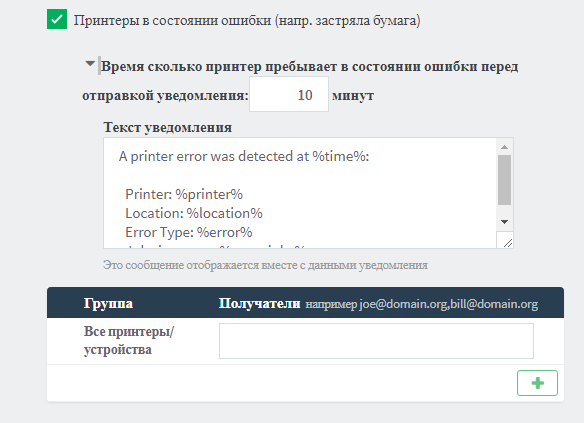 Принтеры в состоянии ошибки (напр. застряла бумага)
Время сколько принтер пребывает в состоянии ошибки перед
отправкой уведомления: 10 минут
Текст уведомления
A printer error was detected at %time%:
Printer: %printer%
Location: %location%
Error Type: %error%
Это сообщение отображается вместе с данными уведомления
Группа Получатели например joe@domain.org,bill@domain.org
Все принтеры/
устройства